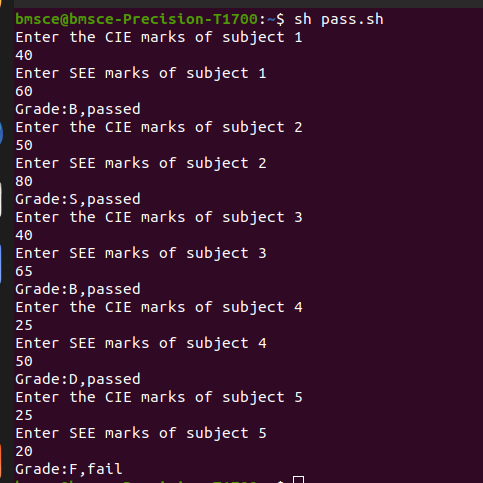 bmsce@bmsce-Precision-T1700:~$ sh pass.sh
Enter the CIE marks of subject 1
40
Enter SEE marks of subject 1
60
Grade:B,passed
Enter the CIE marks of subject 2
50
Enter SEE marks of subject 2
80
Grade:S,passed
Enter the CIE marks of subject 3
40
Enter SEE marks of subject 3
65
Grade:B,passed
Enter the CIE marks of subject 4
25
Enter SEE marks of subject 4
50
Grade:D,passed
Enter the CIE marks of subject 5
25
Enter SEE marks of subject 5
20
Grade:F,fail